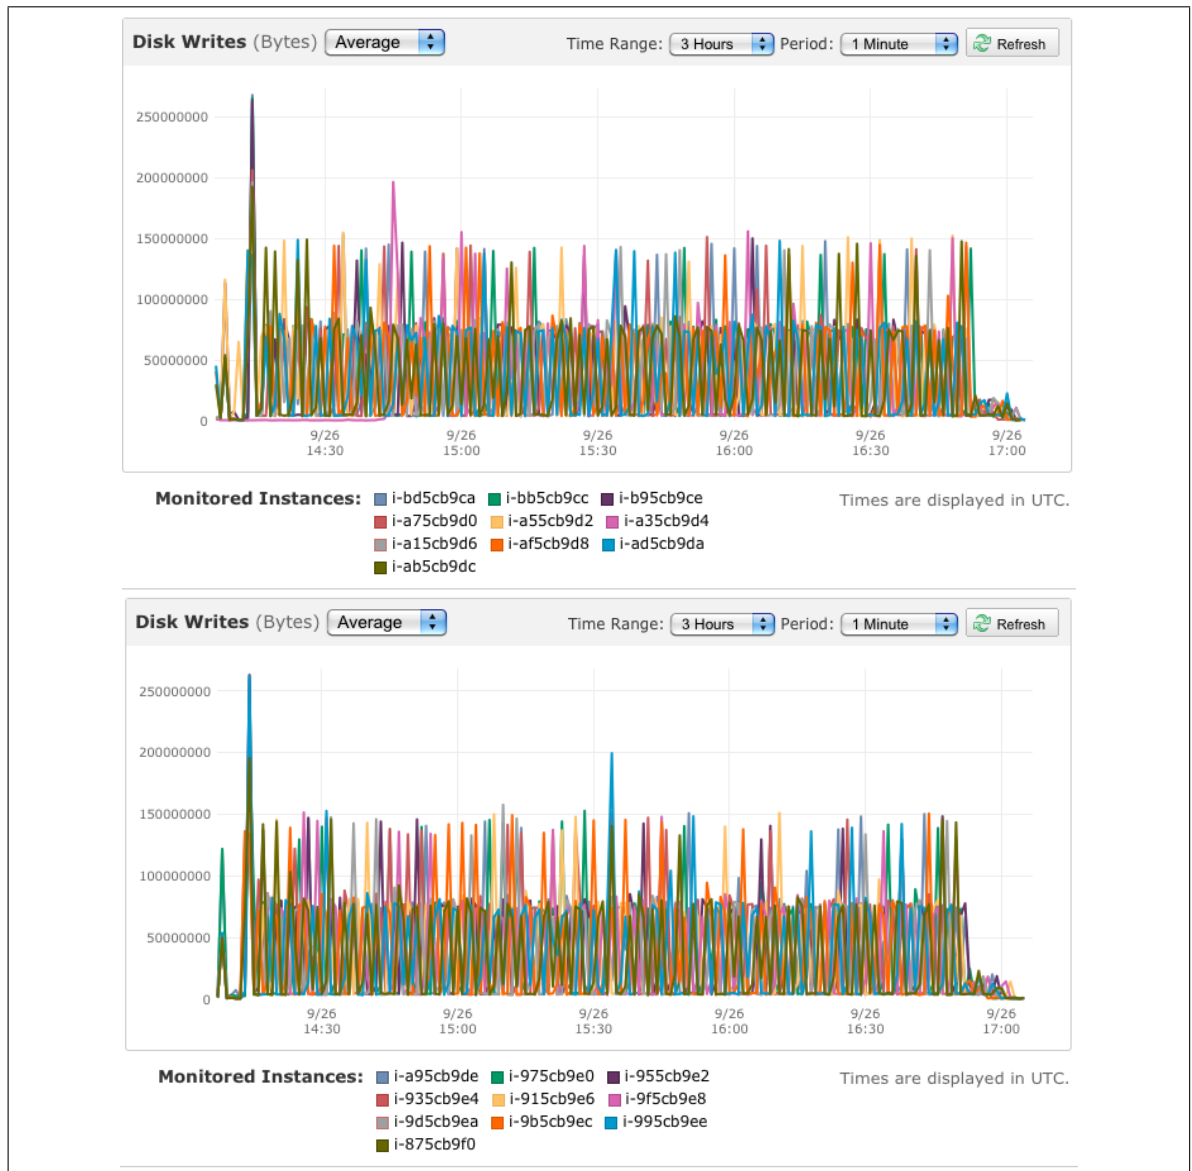 Disk Writes (Bytes) Average Time Range: 3 Hours Period: 1 Minute Refresh
250000000
200000000
150000000
100000000
50000000
0
9/26 9/26 9/26 9/26 9/26 9/26
14:30 15:00 15:30 16:00 16:30 17:00
Monitored Instances: i-bd5cb9ca i-bb5cb9cc i-b95cb9ce Times are displayed in UTC.
i-a75cb9d0 i-a55cb9d2 i-a35cb9d4
i-a15cb9d6 i-af5cb9d8 i-ad5cb9da
i-ab5cb9dc
Disk Writes (Bytes) Average Time Range: 3 Hours Period: 1 Minute Refresh
250000000
200000000
150000000
100000000
50000000
0
9/26 9/26 9/26 9/26 9/26 9/26
14:30 15:00 15:30 16:00 16:30 17:00
Monitored Instances: i-a95cb9de i-975cb9e0 i-955cb9e2 Times are displayed in UTC.
i-935cb9e4 i-915cb9e6 i-9f5cb9e8
i-9d5cb9ea i-9b5cb9ec i-995cb9ee
i-875cb9f0